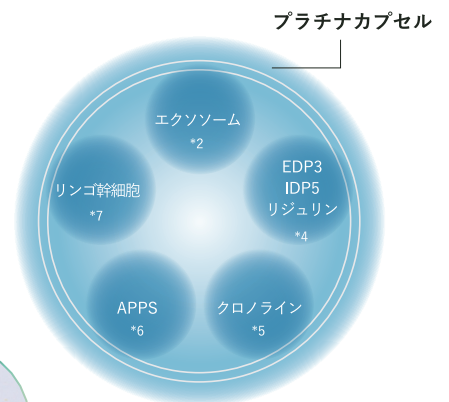 プラチナカプセル
エクソソーム
*2
EDP3
IDP5
リジュリン
*4
リンゴ幹細胞
*7
APPS
*6
クロノライン
*5